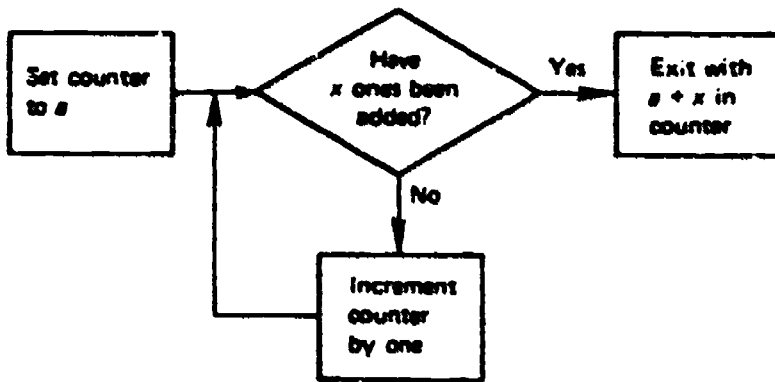 Set counter
to a
Have
x ones been
added?
Yes
Exit with
a + x in
counter
No
Increment
counter
by one